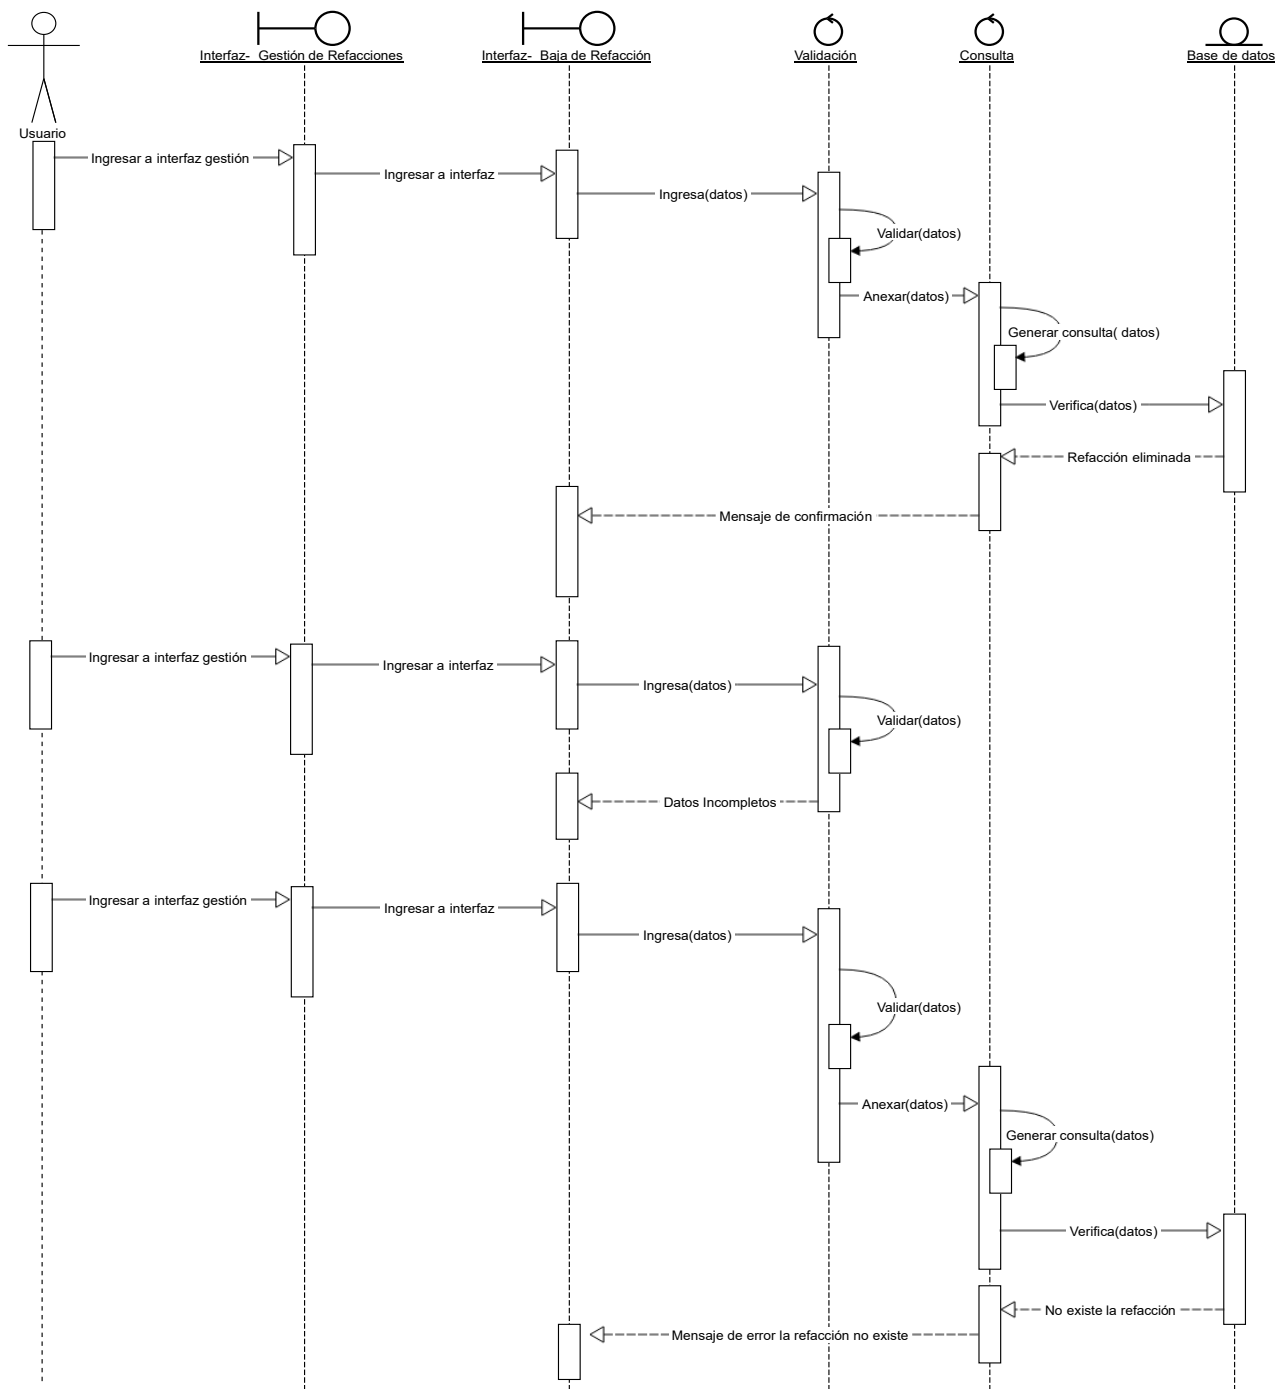 Interfaz-  Gestión de Refacciones
Interfaz-  Baja de Refacción
Validación
Consulta
Base de datos
Usuario
Ingresar a interfaz gestión
Ingresar a interfaz
Ingresa(datos)
Validar(datos)
Anexar(datos)
Generar consulta( datos)
Verifica(datos)
Refacción eliminada
Mensaje de confirmación
Ingresar a interfaz gestión
Ingresar a interfaz
Ingresa(datos)
Validar(datos)
Datos Incompletos
Ingresar a interfaz gestión
Ingresar a interfaz
Ingresa(datos)
Validar(datos)
Anexar(datos)
Generar consulta(datos)
Verifica(datos)
No existe la refacción
Mensaje de error la refacción no existe